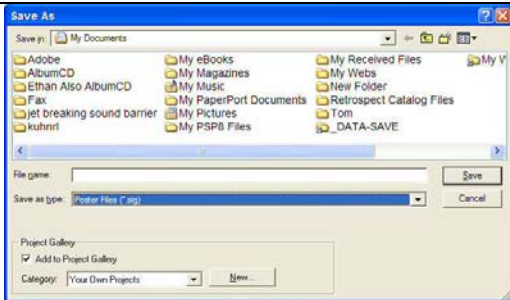 Save As
Save in: My Documents
Adobe My eBooks My Received Files My W
AlbumCD My Magazines My Webs
Ethan Also AlbumCD My Music New Folder
Fax My PaperPort Documents Retrospect Catalog Files
jet breaking sound barrier My Pictures Tom
kuhnrl My PSP8 Files _DATA-SAVE
File name: Save
Save as type: Poster Files (*.sig) Cancel
Project Gallery
Add to Project Gallery
Category: Your Own Projects New...